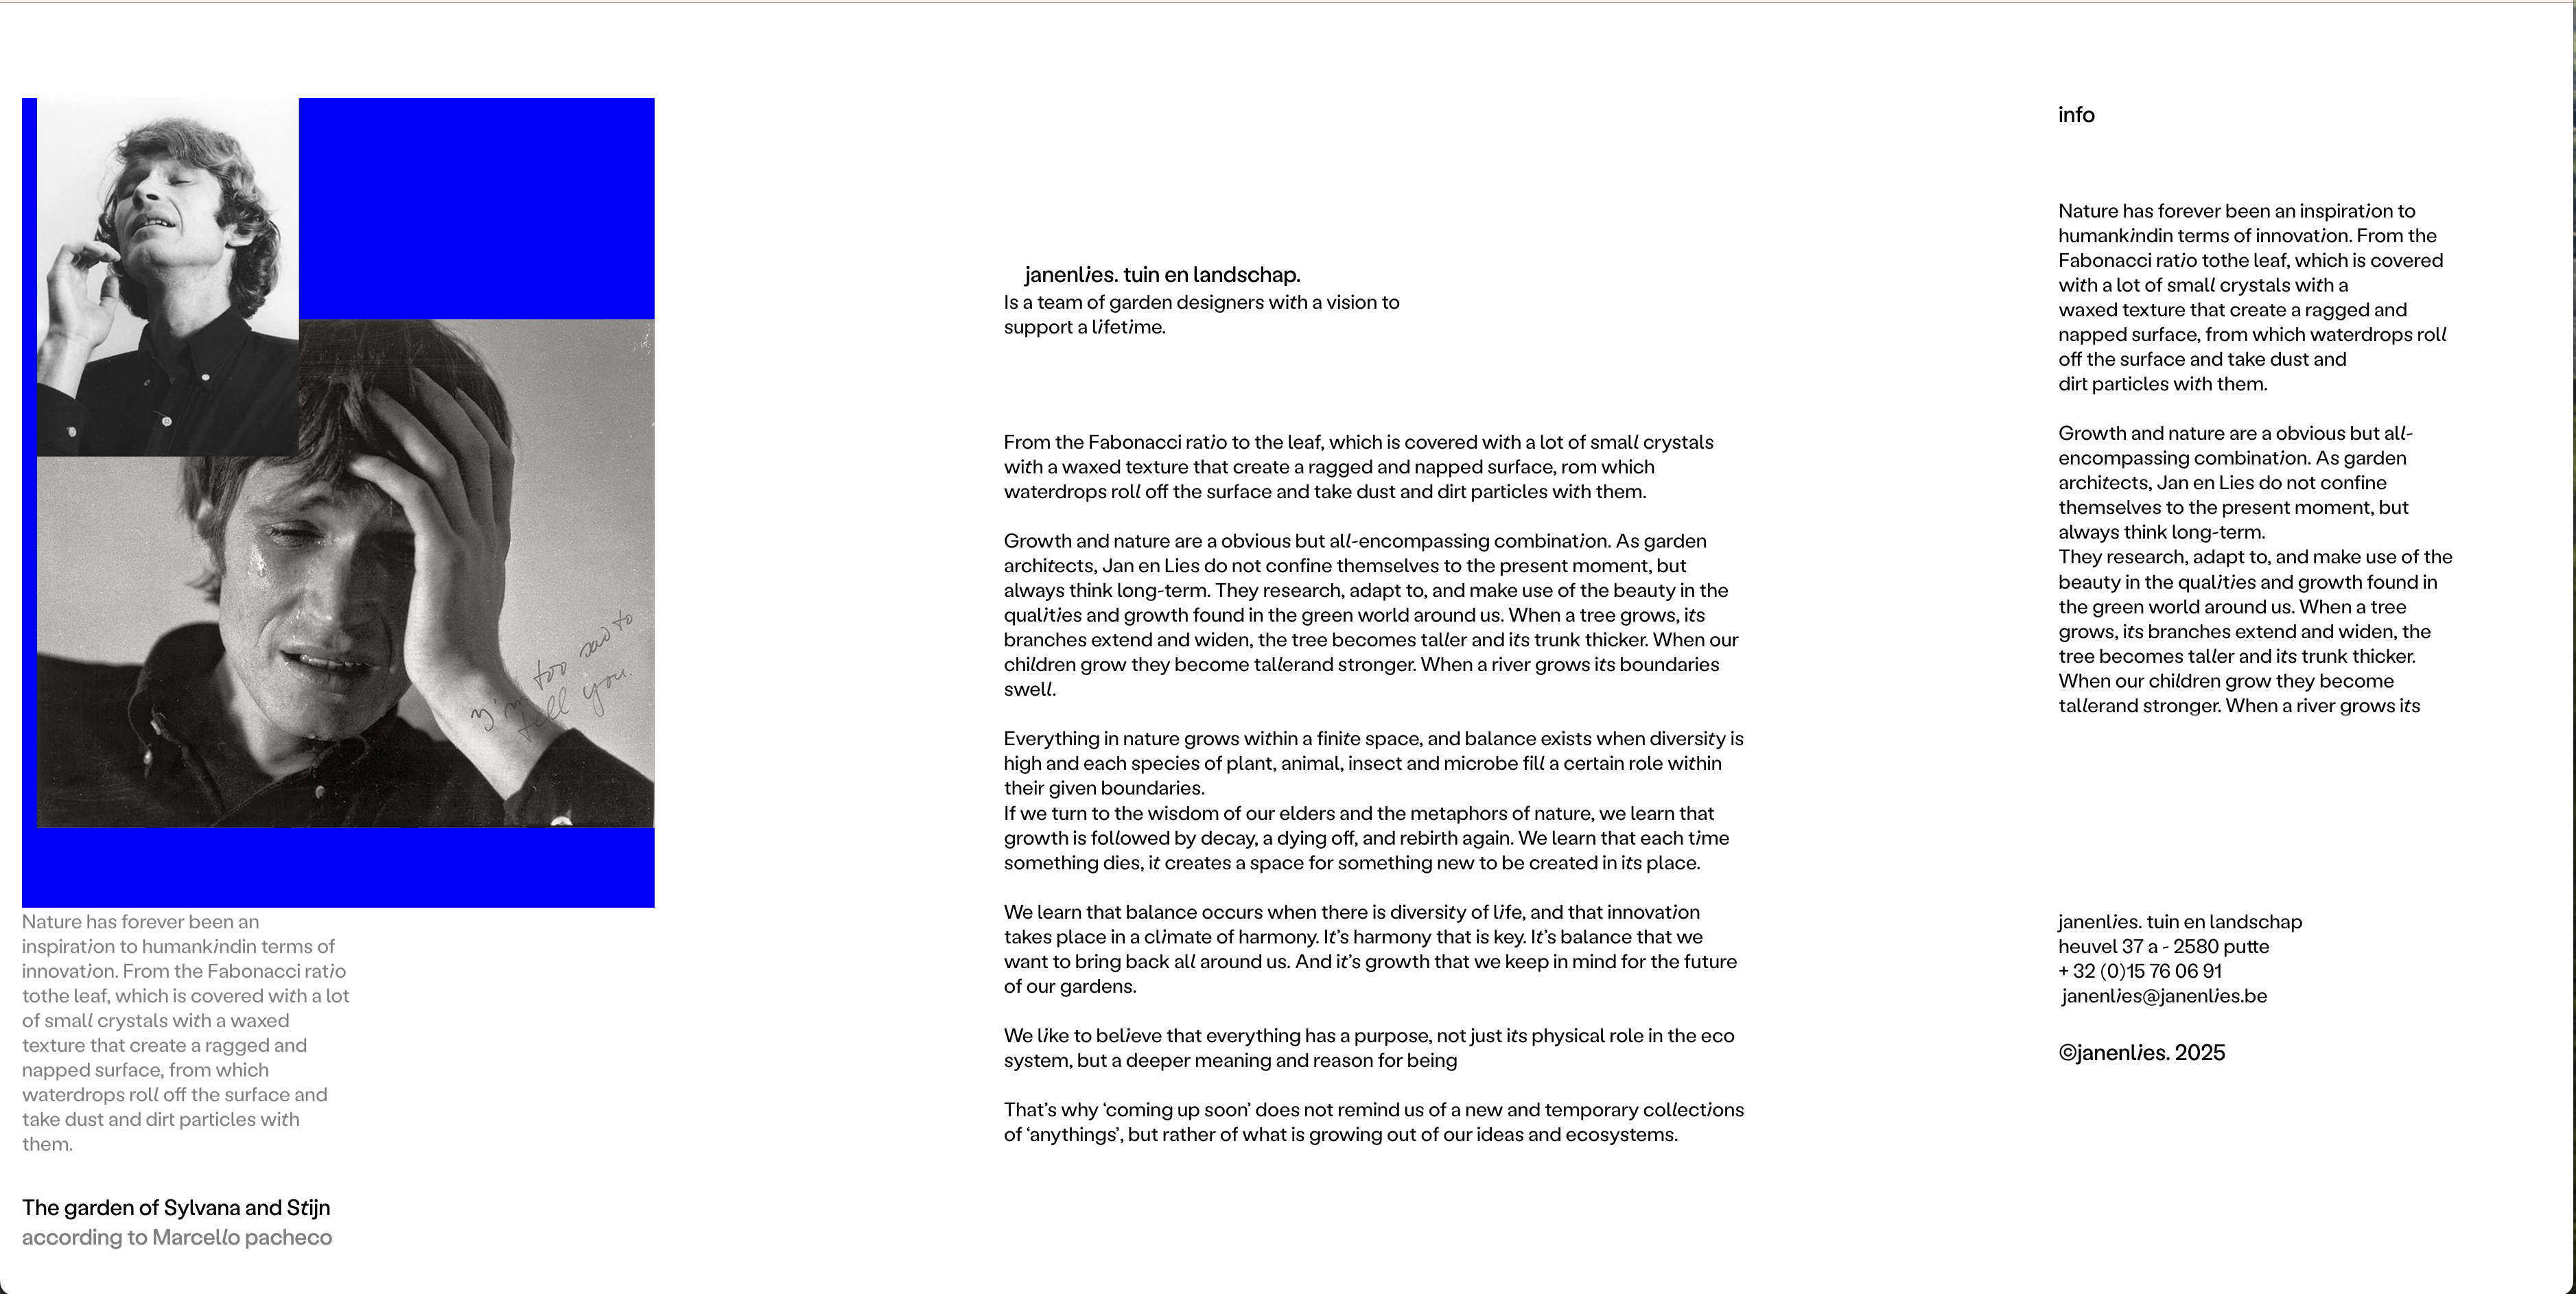 I'm too sad to
tell you.
Nature has forever been an
inspiration to humankindin terms of
innovation. From the Fabonacci ratio
tothe leaf, which is covered with a lot
of small crystals with a waxed
texture that create a ragged and
napped surface, from which
waterdrops roll off the surface and
take dust and dirt particles with
them.
The garden of Sylvana and Stijn
according to Marcello pacheco
janenlies. tuin en landschap.
Is a team of garden designers with a vision to
support a lifetime.
From the Fabonacci ratio to the leaf, which is covered with a lot of small crystals
with a waxed texture that create a ragged and napped surface, rom which
waterdrops roll off the surface and take dust and dirt particles with them.
Growth and nature are a obvious but all-encompassing combination. As garden
architects, Jan en Lies do not confine themselves to the present moment, but
always think long-term. They research, adapt to, and make use of the beauty in the
qualities and growth found in the green world around us. When a tree grows, its
branches extend and widen, the tree becomes taller and its trunk thicker. When our
children grow they become tallerand stronger. When a river grows its boundaries
swell.
Everything in nature grows within a finite space, and balance exists when diversity is
high and each species of plant, animal, insect and microbe fill a certain role within
their given boundaries.
If we turn to the wisdom of our elders and the metaphors of nature, we learn that
growth is followed by decay, a dying off, and rebirth again. We learn that each time
something dies, it creates a space for something new to be created in its place.
We learn that balance occurs when there is diversity of life, and that innovation
takes place in a climate of harmony. It’s harmony that is key. It’s balance that we
want to bring back all around us. And it’s growth that we keep in mind for the future
of our gardens.
We like to believe that everything has a purpose, not just its physical role in the eco
system, but a deeper meaning and reason for being
That’s why ‘coming up soon’ does not remind us of a new and temporary collections
of ‘anythings’, but rather of what is growing out of our ideas and ecosystems.
info
Nature has forever been an inspiration to
humankindin terms of innovation. From the
Fabonacci ratio tothe leaf, which is covered
with a lot of small crystals with a
waxed texture that create a ragged and
napped surface, from which waterdrops roll
off the surface and take dust and
dirt particles with them.
Growth and nature are a obvious but all-
encompassing combination. As garden
architects, Jan en Lies do not confine
themselves to the present moment, but
always think long-term.
They research, adapt to, and make use of the
beauty in the qualities and growth found in
the green world around us. When a tree
grows, its branches extend and widen, the
tree becomes taller and its trunk thicker.
When our children grow they become
tallerand stronger. When a river grows its
janenlies. tuin en landschap
heuvel 37 a - 2580 putte
+ 32 (0)15 76 06 91
janenlies@janenlies.be
©janenlies. 2025